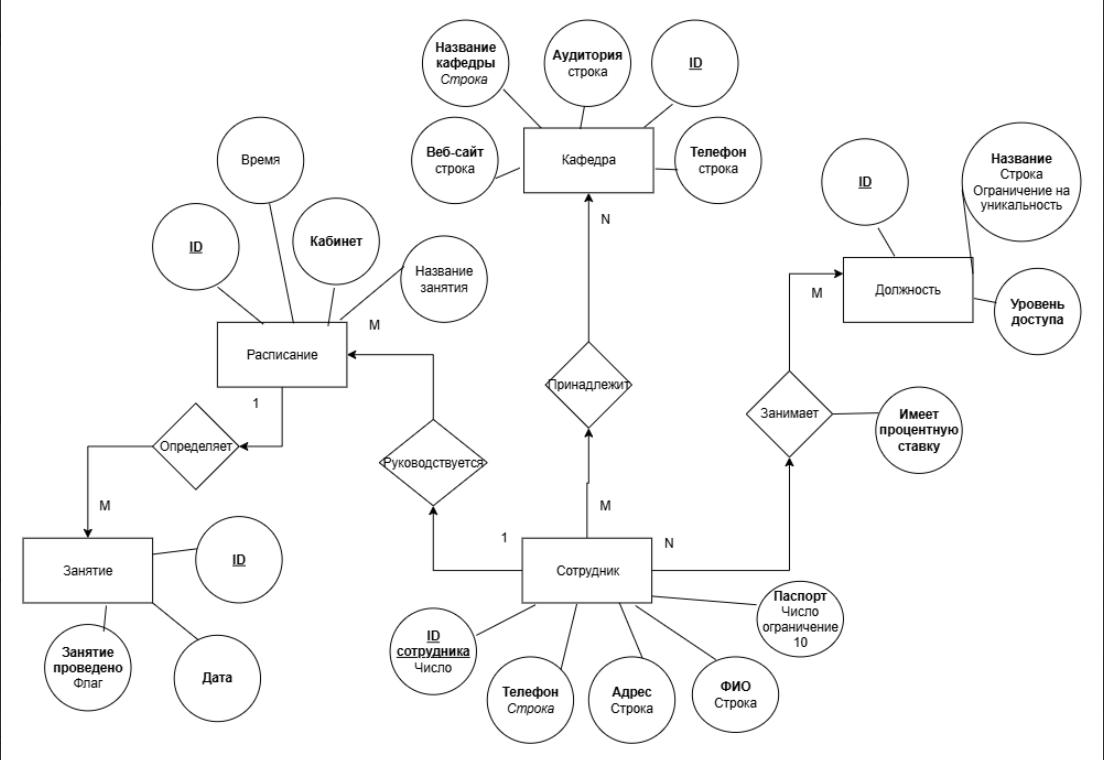 Название
кафедры
Строка
Аудитория
строка
ID
Веб-сайт
строка
Кафедра
Телефон
строка
Время
ID
Кабинет
Название
занятия
ID
Название
Строка
Ограничение на
уникальность
N
Должность
M
Уровень
доступа
M
Расписание
1
Принадлежит
Занимает
Имеет
процентную
ставку
Определяет
Руководствуется
M
M
1
N
Занятие
ID
Сотрудник
Занятие
проведено
Флаг
Дата
ID
сотрудника
Число
Телефон
Строка
Адрес
Строка
ФИО
Строка
Паспорт
Число
ограничение
10